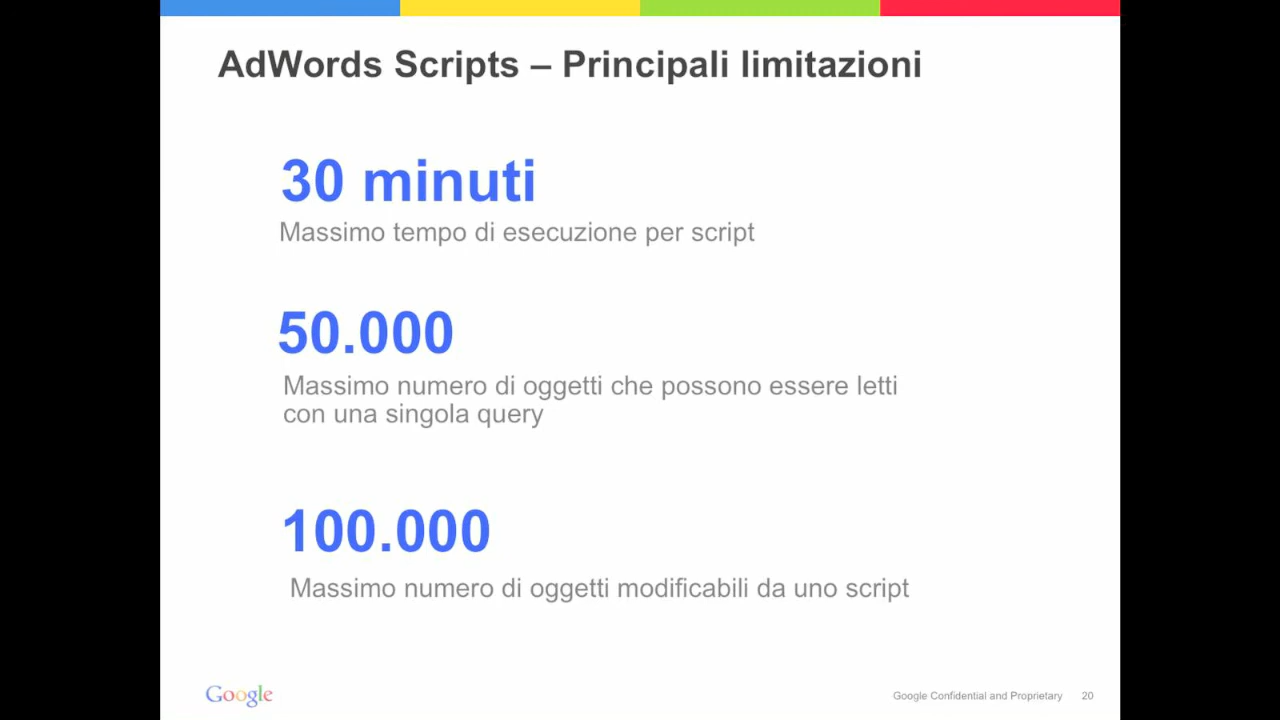 AdWords Scripts – Principali limitazioni
30 minuti
Massimo tempo di esecuzione per script
50.000
Massimo numero di oggetti che possono essere letti
con una singola query
100.000
Massimo numero di oggetti modificabili da uno script
Google
Google Confidential and Proprietary 20